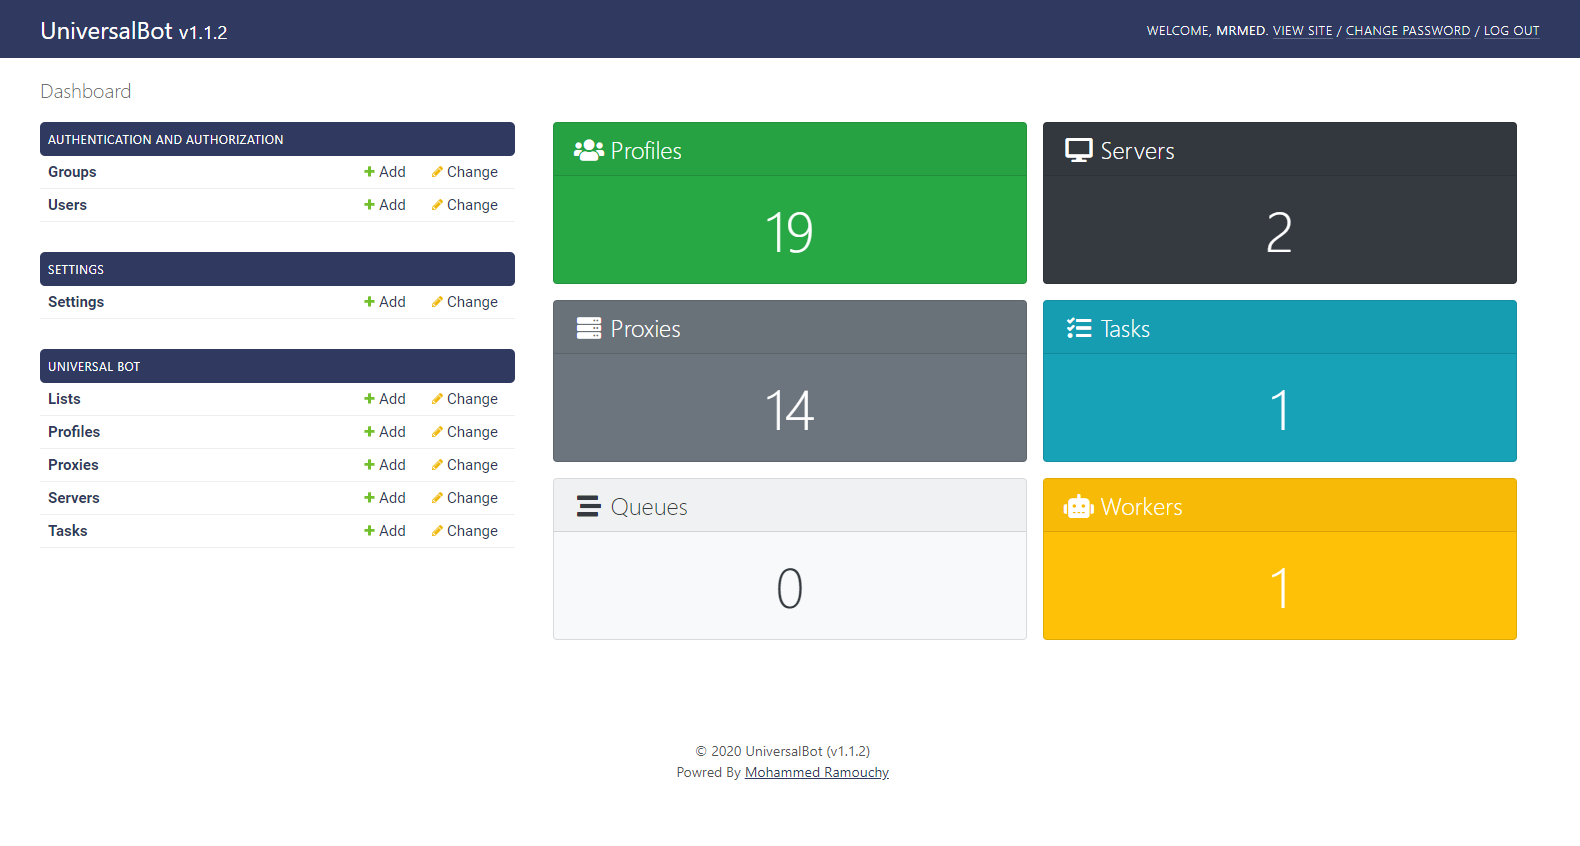 UniversalBot v1.1.2
WELCOME, MRMED. VIEW SITE / CHANGE PASSWORD / LOG OUT
Dashboard
AUTHENTICATION AND AUTHORIZATION
Groups Add Change
Users Add Change
SETTINGS
Settings Add Change
UNIVERSAL BOT
Lists Add Change
Profiles Add Change
Proxies Add Change
Servers Add Change
Tasks Add Change
Profiles
19
Servers
2
Proxies
14
Tasks
1
Queues
0
Workers
1
© 2020 UniversalBot (v1.1.2)
Powred By Mohammed Ramouchy